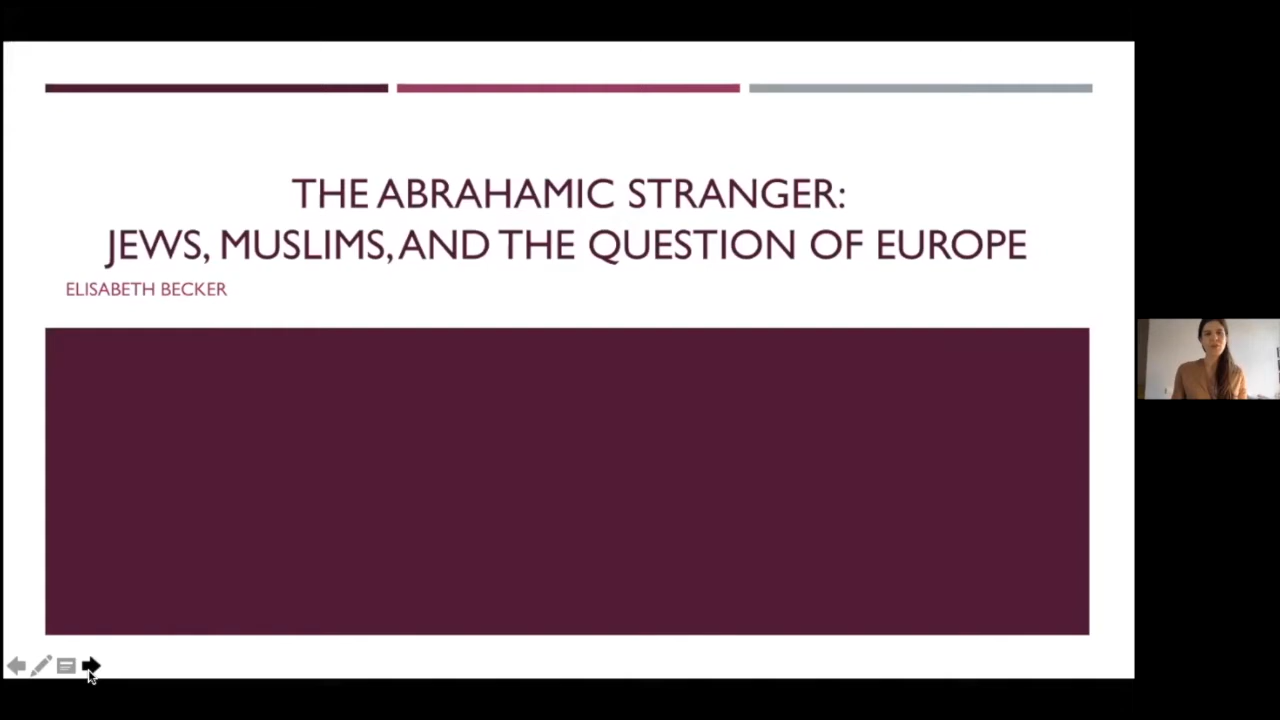 THE ABRAHAMIC STRANGER:
JEWS, MUSLIMS, AND THE QUESTION OF EUROPE
ELISABETH BECKER